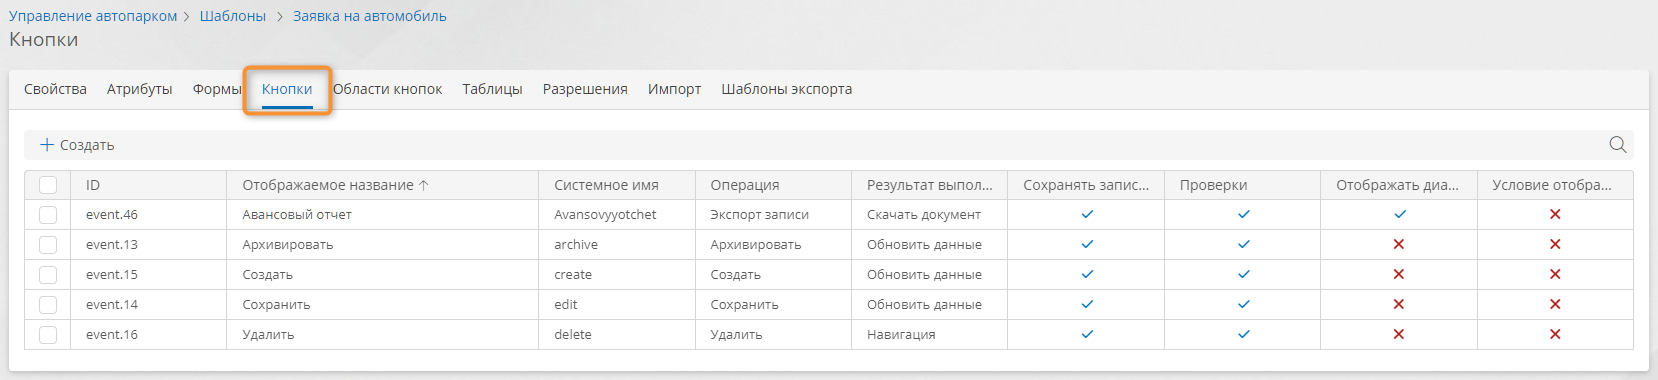 Управление автопарком > Шаблоны > Заявка на автомобиль
Кнопки
Свойства Атрибуты Формы Кнопки Области кнопок Таблицы Разрешения Импорт Шаблоны экспорта
+ Создать
ID Отображаемое название ↑ Системное имя Операция Результат выпол... Сохранять запис... Проверки Отображать диа... Условие отобра...
event.46 Авансовый отчет Avansovyyotchet Экспорт записи Скачать документ
event.13 Архивировать archive Архивировать Обновить данные
event.15 Создать create Создать Обновить данные
event.14 Сохранить edit Сохранить Обновить данные
event.16 Удалить delete Удалить Навигация